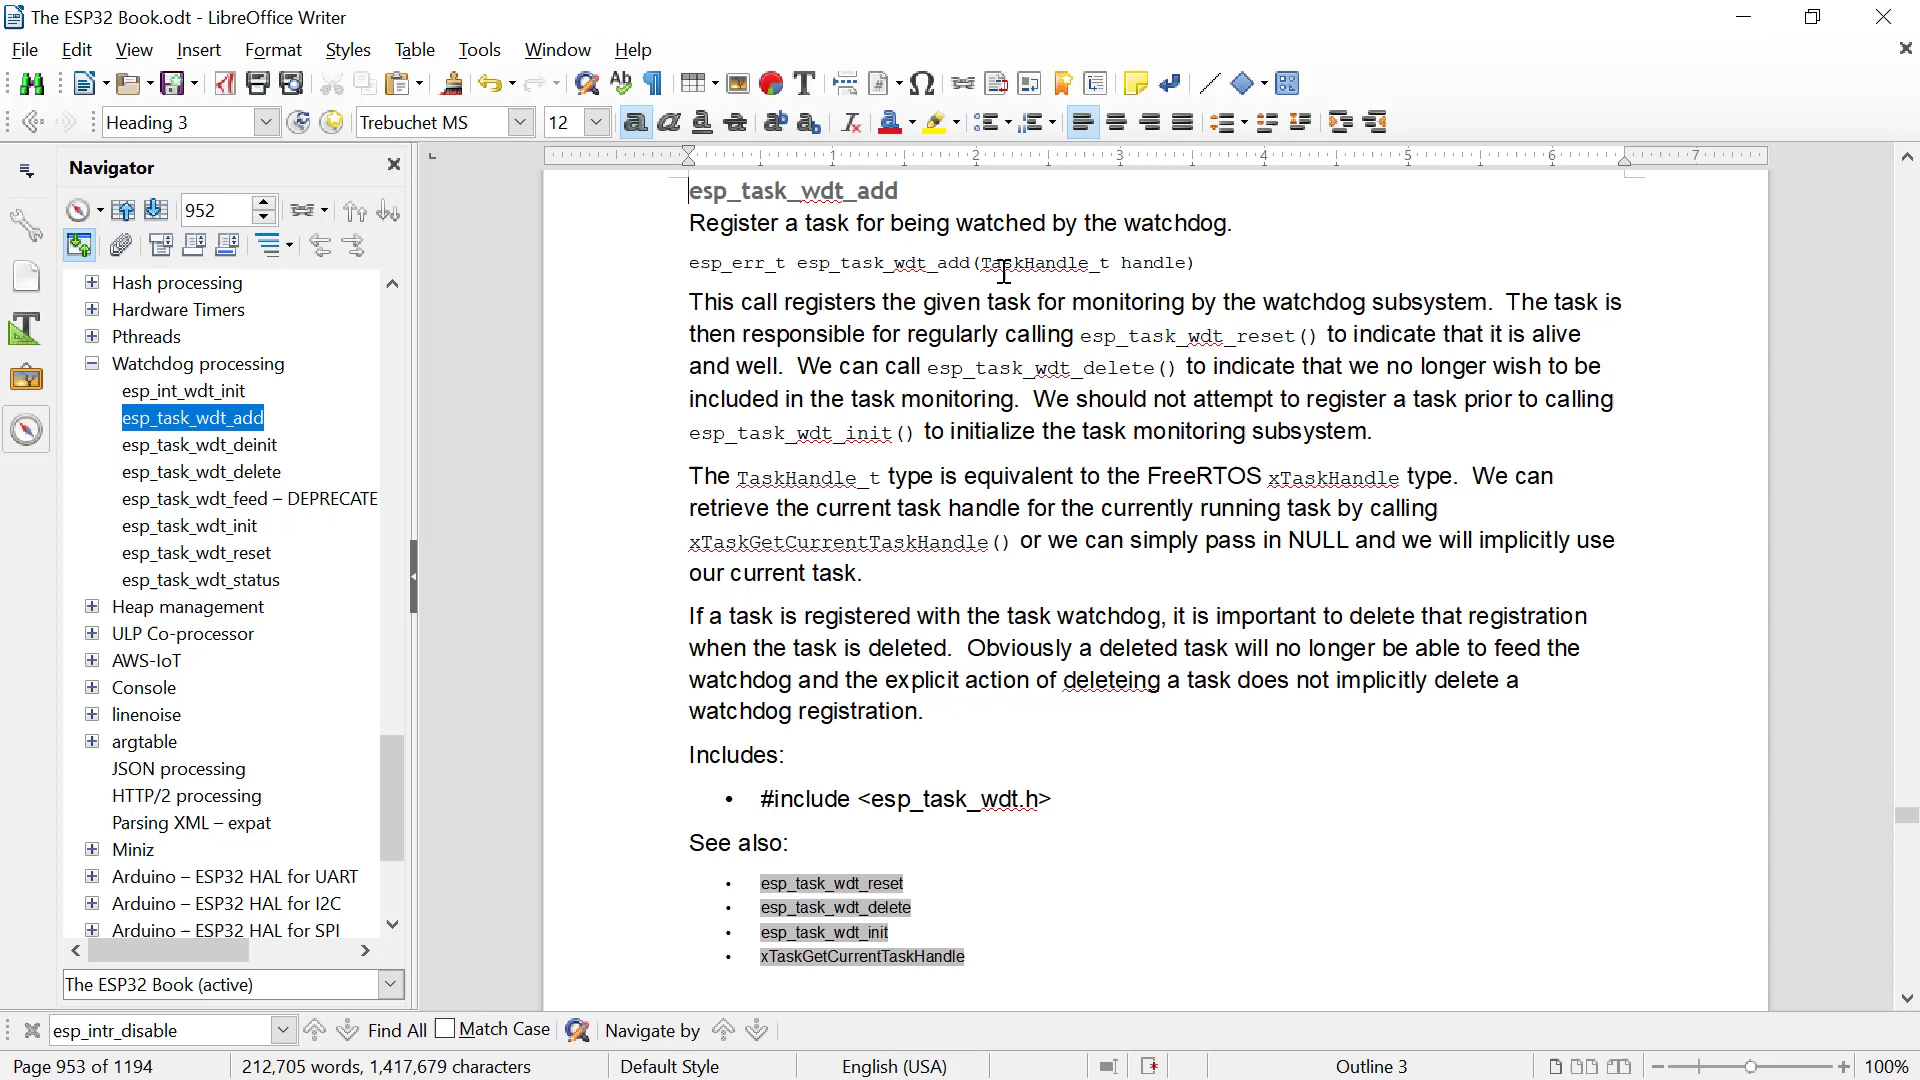 The ESP32 Book.odt - LibreOffice Writer
File Edit View Insert Format Styles Table Tools Window Help
Heading 3 Trebuchet MS 12
Navigator
952
Hash processing
Hardware Timers
Pthreads
Watchdog processing
esp_int_wdt_init
esp_task_wdt_add
esp_task_wdt_deinit
esp_task_wdt_delete
esp_task_wdt_feed – DEPRECATE
esp_task_wdt_init
esp_task_wdt_reset
esp_task_wdt_status
Heap management
ULP Co-processor
AWS-IoT
Console
linenoise
argtable
JSON processing
HTTP/2 processing
Parsing XML – expat
Miniz
Arduino – ESP32 HAL for UART
Arduino – ESP32 HAL for I2C
Arduino – ESP32 HAL for SPI
The ESP32 Book (active)
1 2 3 4 5 6 7
esp_task_wdt_add
Register a task for being watched by the watchdog.
esp_err_t esp_task_wdt_add(TaskHandle_t handle)
This call registers the given task for monitoring by the watchdog subsystem. The task is
then responsible for regularly calling esp_task_wdt_reset() to indicate that it is alive
and well. We can call esp_task_wdt_delete() to indicate that we no longer wish to be
included in the task monitoring. We should not attempt to register a task prior to calling
esp_task_wdt_init() to initialize the task monitoring subsystem.
The TaskHandle_t type is equivalent to the FreeRTOS xTaskHandle type. We can
retrieve the current task handle for the currently running task by calling
xTaskGetCurrentTaskHandle() or we can simply pass in NULL and we will implicitly use
our current task.
If a task is registered with the task watchdog, it is important to delete that registration
when the task is deleted. Obviously a deleted task will no longer be able to feed the
watchdog and the explicit action of deleteing a task does not implicitly delete a
watchdog registration.
Includes:
• #include <esp_task_wdt.h>
See also:
• esp_task_wdt_reset
• esp_task_wdt_delete
• esp_task_wdt_init
• xTaskGetCurrentTaskHandle
esp_intr_disable Find All Match Case Navigate by
Page 953 of 1194 212,705 words, 1,417,679 characters Default Style English (USA) Outline 3 100%